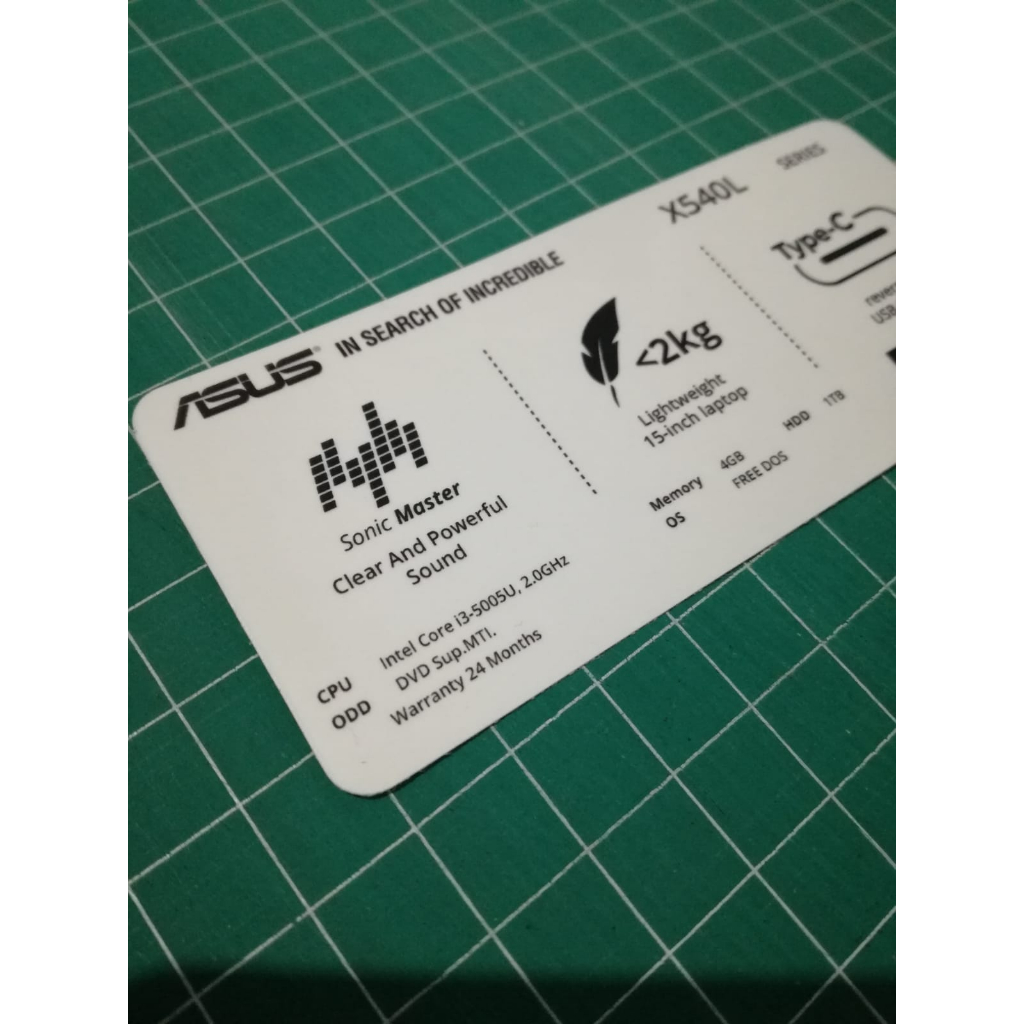 ASUS IN SEARCH OF INCREDIBLE
X540L SERIES
Sonic Master
Clear And Powerful
Sound
<2kg
Lightweight
15-inch laptop
Type-C
CPU Intel Core i3-5005U, 2.0GHz
ODD DVD Sup.MTl.
Warranty 24 Months
Memory 4GB HDD 1TB
OS FREE DOS